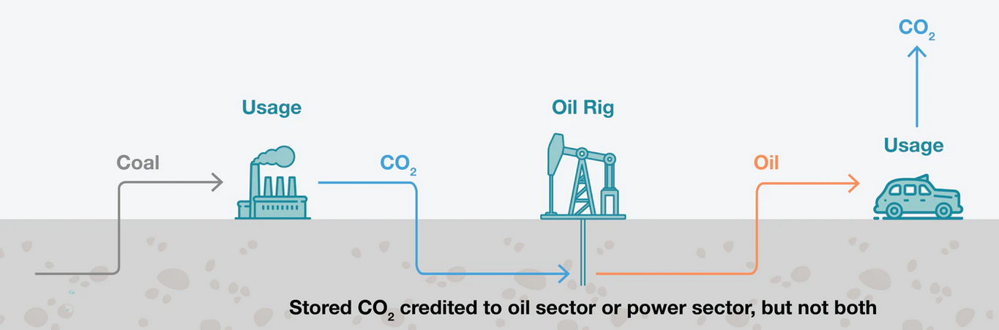 CO₂
Usage
Oil Rig
Usage
Coal
CO₂
Oil
Stored CO₂ credited to oil sector or power sector, but not both